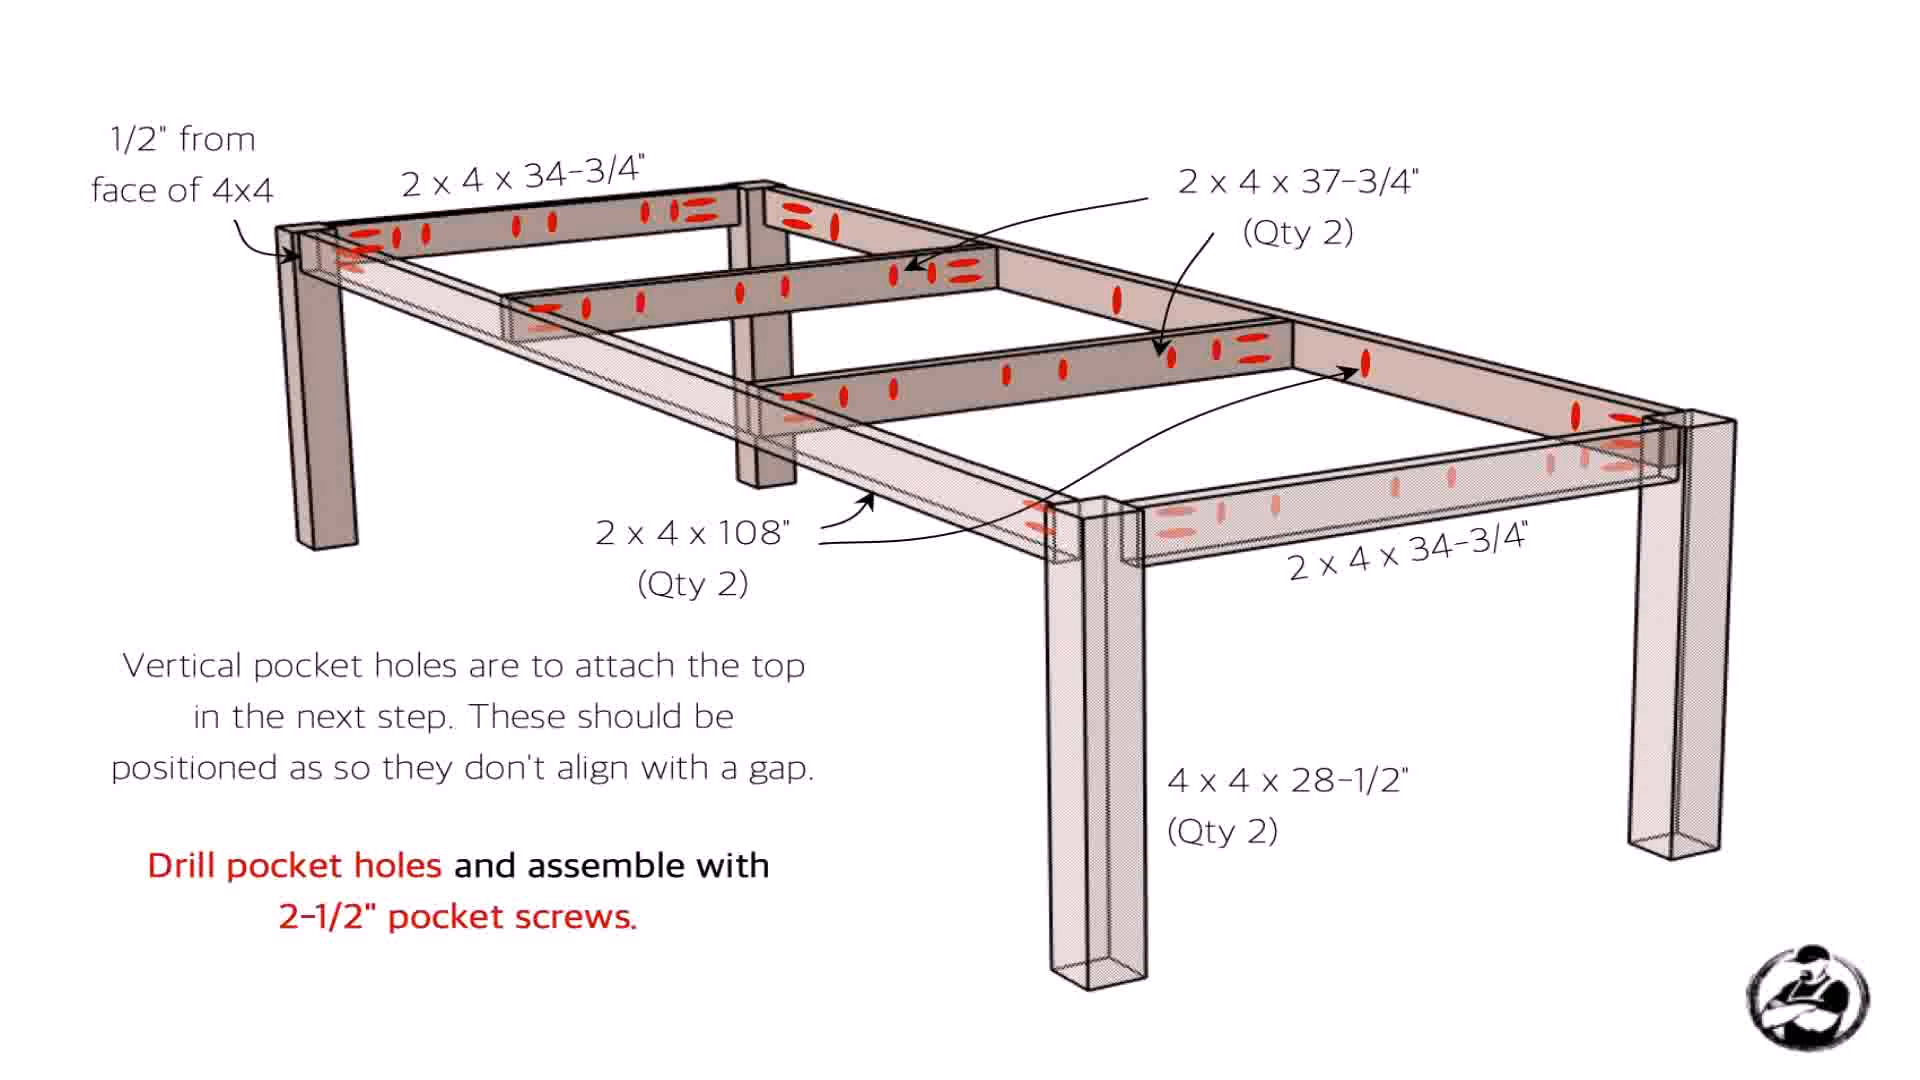 1/2" from
face of 4x4
2 x 4 x 34-3/4"
2 x 4 x 37-3/4"
(Qty 2)
2 x 4 x 108"
(Qty 2)
2 x 4 x 34-3/4"
Vertical pocket holes are to attach the top
in the next step. These should be
positioned as so they don't align with a gap.
4 x 4 x 28-1/2"
(Qty 2)
Drill pocket holes and assemble with
2-1/2" pocket screws.